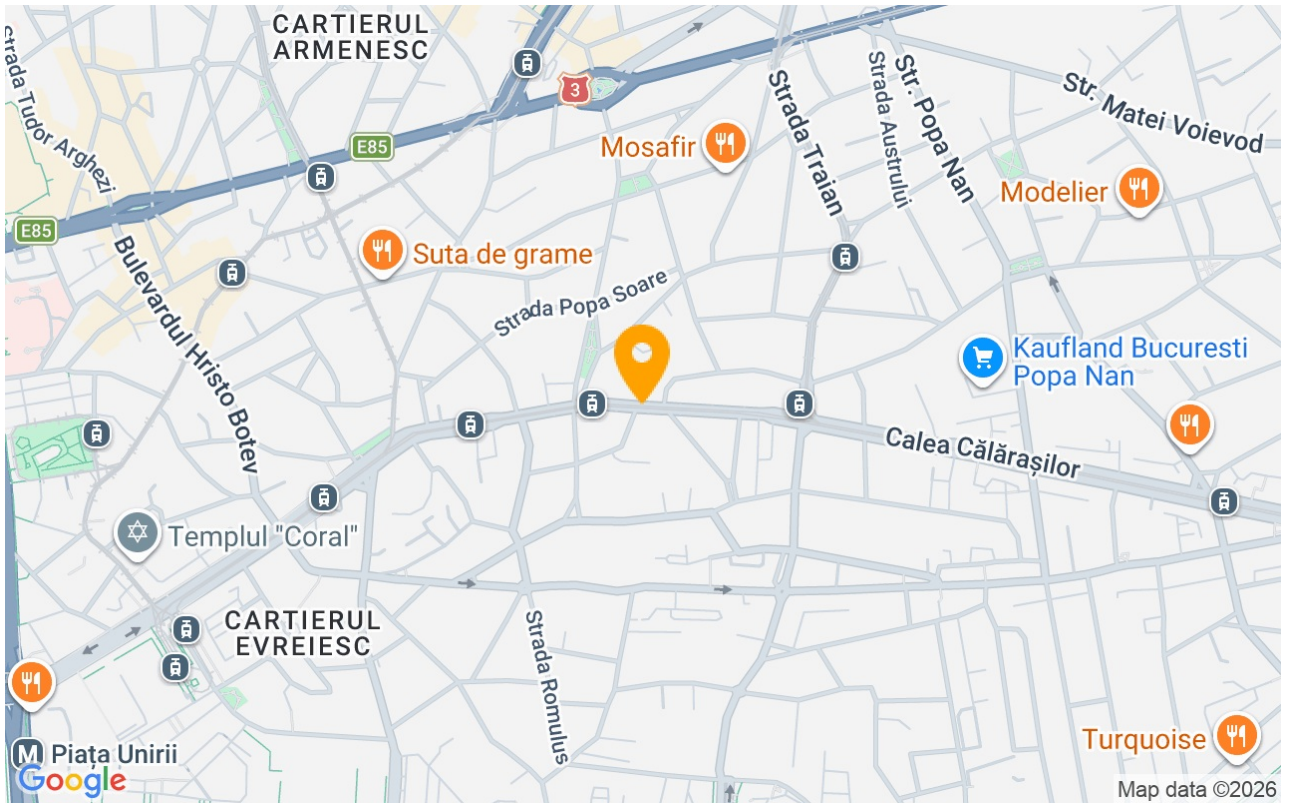 CARTIERUL
ARMENESC
Strada Tudor Arghezi
3
E85
E85
Mosafir
Strada Traian
Strada Austrului
Str. Popa Nan
Str. Matei Voievod
Modelier
Suta de grame
Bulevardul Hristo Botev
Strada Popa Soare
Kaufland Bucuresti
Popa Nan
Calea Călărașilor
Templul "Coral"
CARTIERUL
EVREIESC
Strada Romulus
Turquoise
M Piața Unirii
Google
Map data ©2026